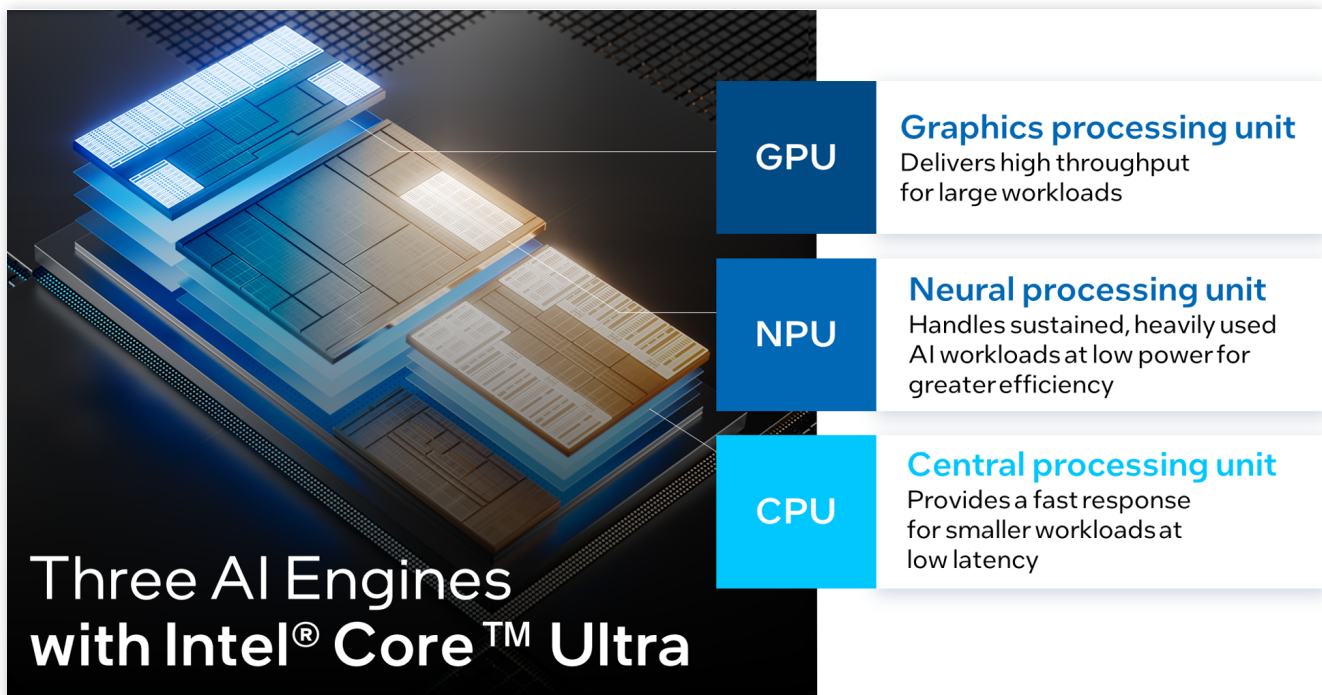 GPU
Graphics processing unit
Delivers high throughput
for large workloads
NPU
Neural processing unit
Handles sustained, heavily used
AI workloads at low power for
greater efficiency
CPU
Central processing unit
Provides a fast response
for smaller workloads at
low latency
Three AI Engines
with Intel® Core™ Ultra